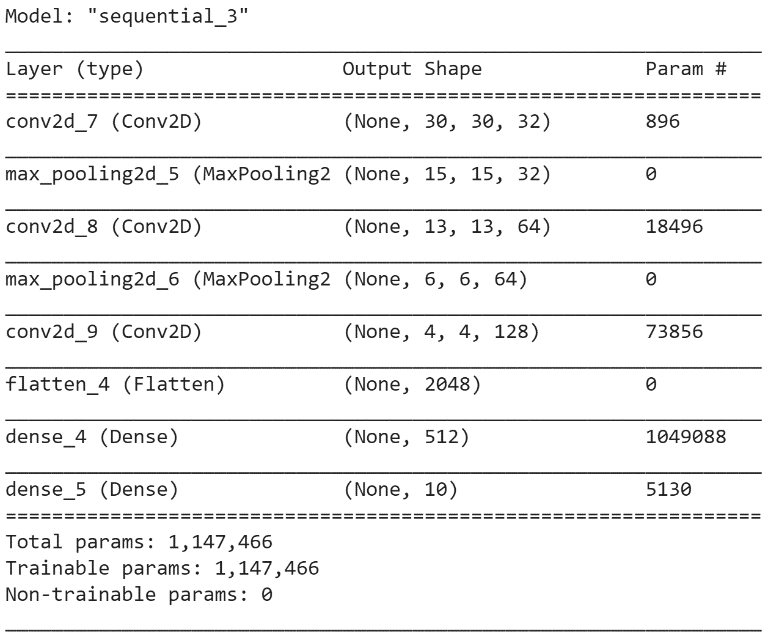 Model: "sequential_3"
_________________________________________________________________
Layer (type)                 Output Shape              Param #
=================================================================
conv2d_7 (Conv2D)            (None, 30, 30, 32)        896
_________________________________________________________________
max_pooling2d_5 (MaxPooling2 (None, 15, 15, 32)        0
_________________________________________________________________
conv2d_8 (Conv2D)            (None, 13, 13, 64)        18496
_________________________________________________________________
max_pooling2d_6 (MaxPooling2 (None, 6, 6, 64)          0
_________________________________________________________________
conv2d_9 (Conv2D)            (None, 4, 4, 128)         73856
_________________________________________________________________
flatten_4 (Flatten)          (None, 2048)              0
_________________________________________________________________
dense_4 (Dense)              (None, 512)               1049088
_________________________________________________________________
dense_5 (Dense)              (None, 10)                5130
=================================================================
Total params: 1,147,466
Trainable params: 1,147,466
Non-trainable params: 0
_________________________________________________________________